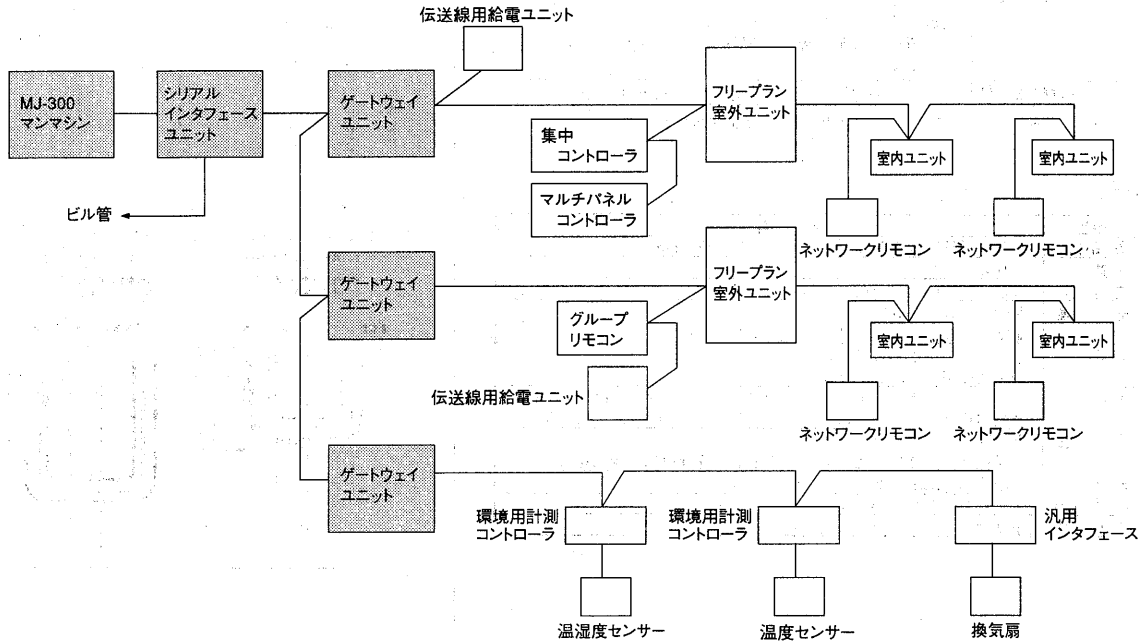 伝送線用給電ユニット
MJ-300
マンマシン
シリアル
インタフェース
ユニット
ゲートウェイ
ユニット
集中
コントローラ
マルチパネル
コントローラ
フリープラン
室外ユニット
室内ユニット
室内ユニット
ネットワークリモコン
ネットワークリモコン
ビル管
ゲートウェイ
ユニット
グループ
リモコン
伝送線用給電ユニット
フリープラン
室外ユニット
室内ユニット
室内ユニット
ネットワークリモコン
ネットワークリモコン
ゲートウェイ
ユニット
環境用計測
コントローラ
環境用計測
コントローラ
汎用
インタフェース
温湿度センサー
温度センサー
換気扇